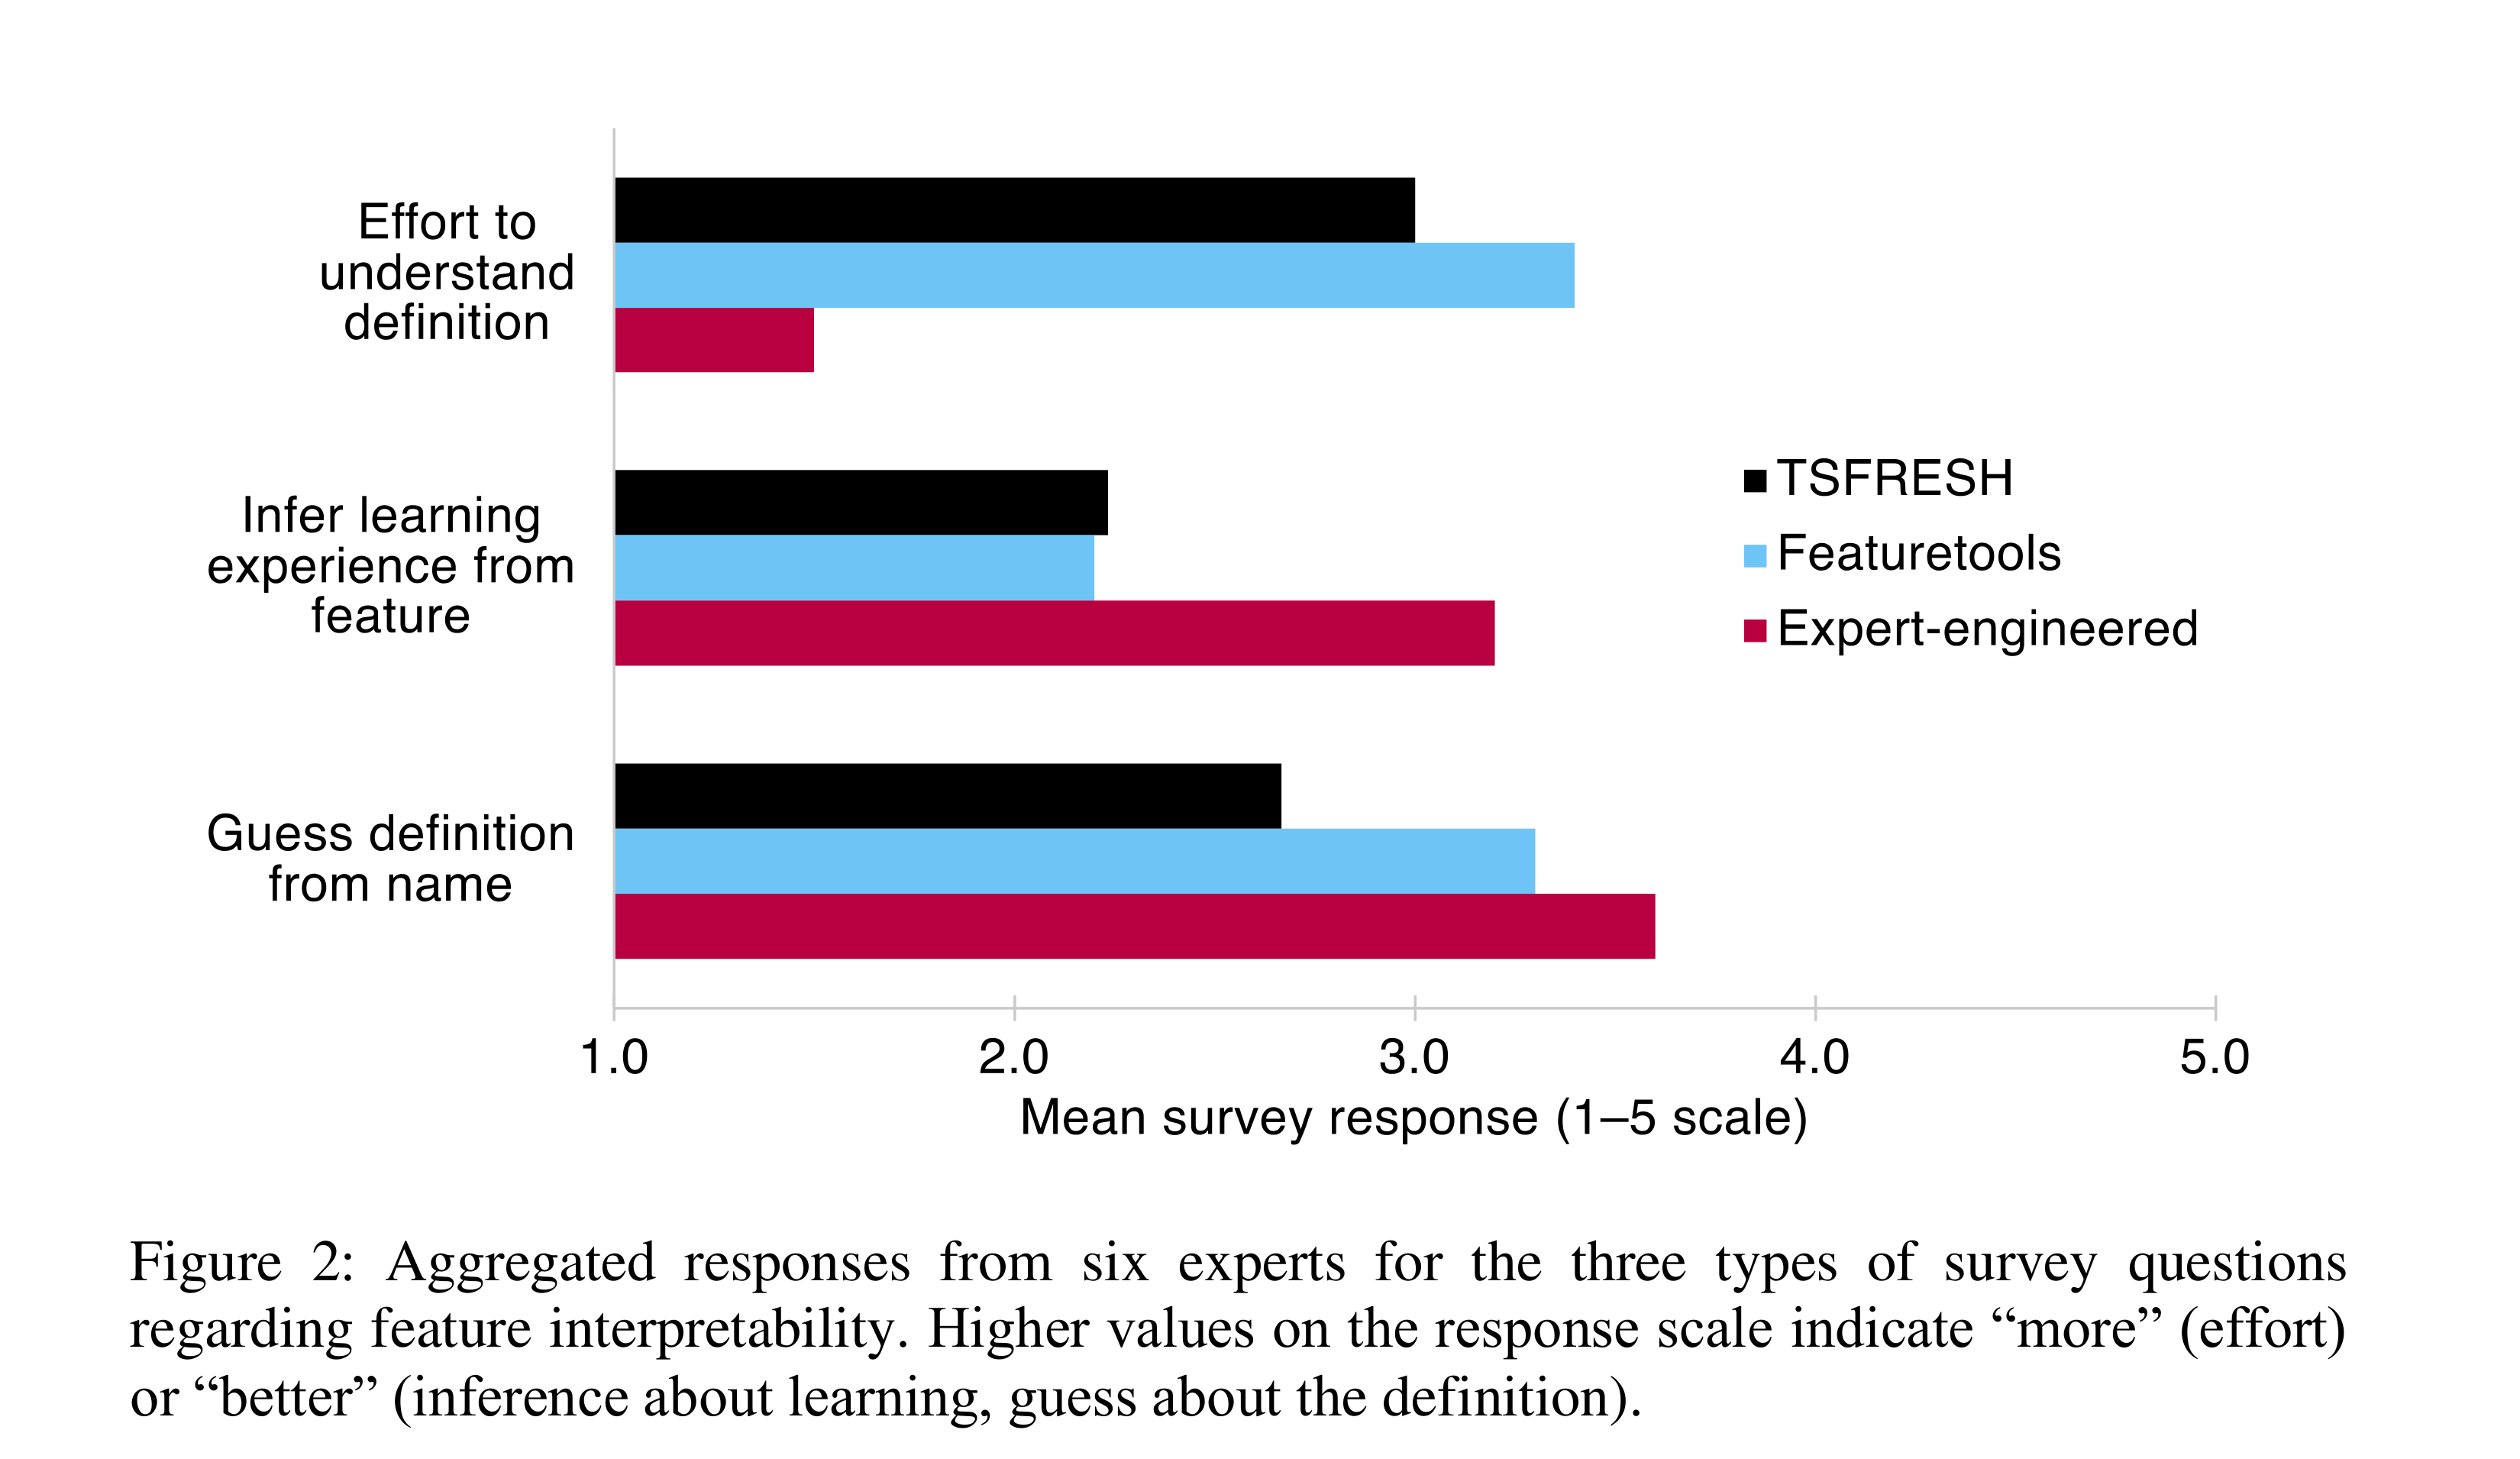 Effort to
understand
definition
Infer learning
experience from
feature
Guess definition
from name
TSFRESH
Featuretools
Expert-engineered
1.0 2.0 3.0 4.0 5.0
Mean survey response (1–5 scale)
Figure 2: Aggregated responses from six experts for the three types of survey questions
regarding feature interpretability. Higher values on the response scale indicate “more” (effort)
or “better” (inference about learning, guess about the definition).